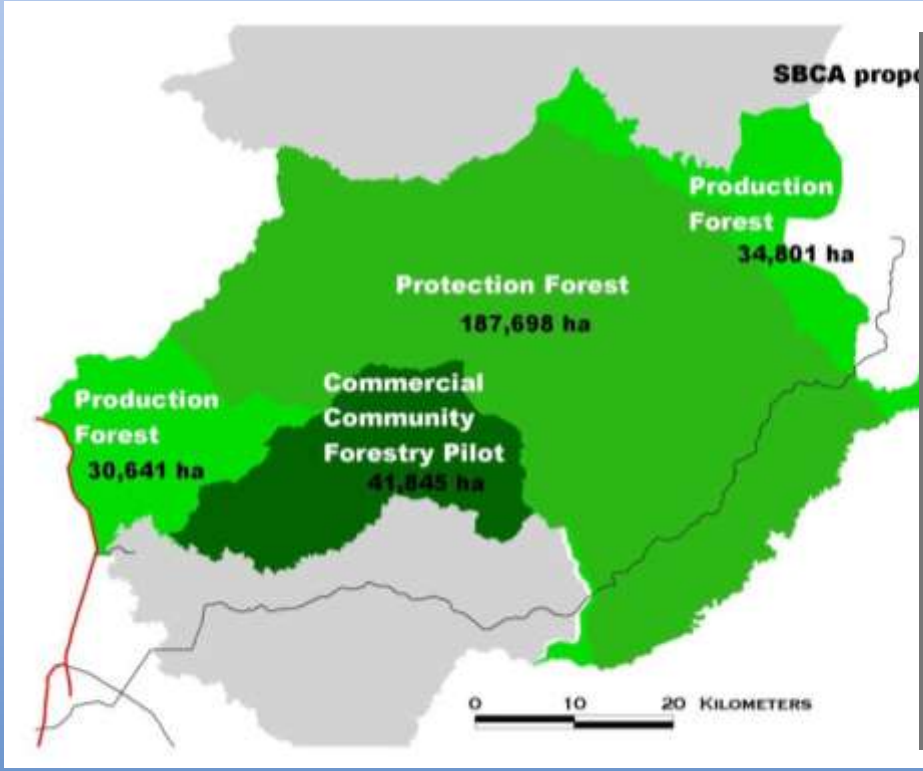 SBCA
Production
Forest
34,801 ha
Protection Forest
187,698 ha
Commercial
Community
Forestry Pilot
41,845 ha
Production
Forest
30,641 ha
0 10 20 KILOMETERS